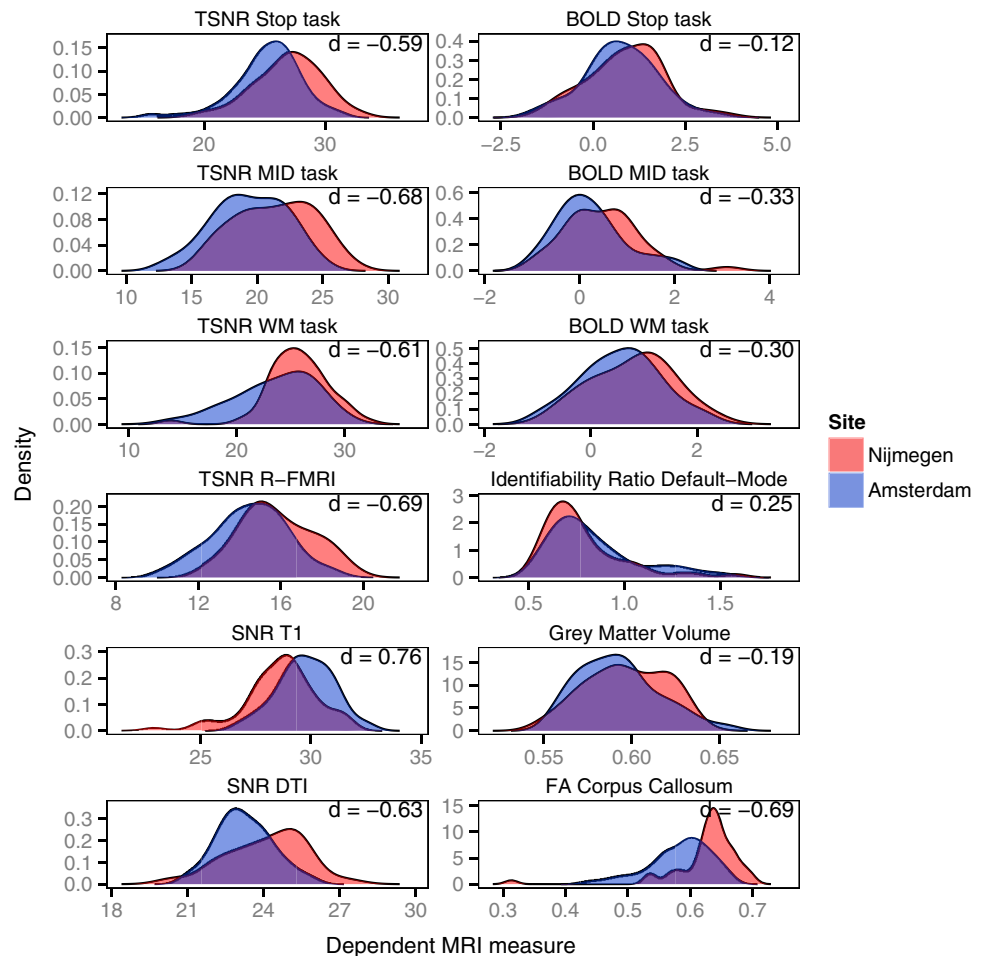 TSNR Stop task
d = −0.59
0.15
0.10
0.05
0.00
20 30
BOLD Stop task
d = −0.12
0.4
0.3
0.2
0.1
0.0
−2.5 0.0 2.5 5.0
TSNR MID task
d = −0.68
0.12
0.08
0.04
0.00
10 15 20 25 30
BOLD MID task
d = −0.33
0.6
0.4
0.2
0.0
−2 0 2 4
TSNR WM task
d = −0.61
0.15
0.10
0.05
0.00
10 20 30
BOLD WM task
d = −0.30
0.5
0.4
0.3
0.2
0.1
0.0
−2 0 2
TSNR R−FMRI
d = −0.69
0.20
0.15
0.10
0.05
0.00
8 12 16 20
Identifiability Ratio Default−Mode
d = 0.25
3
2
1
0
0.5 1.0 1.5
SNR T1
d = 0.76
0.3
0.2
0.1
0.0
25 30 35
Grey Matter Volume
d = −0.19
15
10
5
0
0.55 0.60 0.65
SNR DTI
d = −0.63
0.3
0.2
0.1
0.0
18 21 24 27 30
FA Corpus Callosum
d = −0.69
15
10
5
0
0.3 0.4 0.5 0.6 0.7
Density
Dependent MRI measure
Site
Nijmegen
Amsterdam